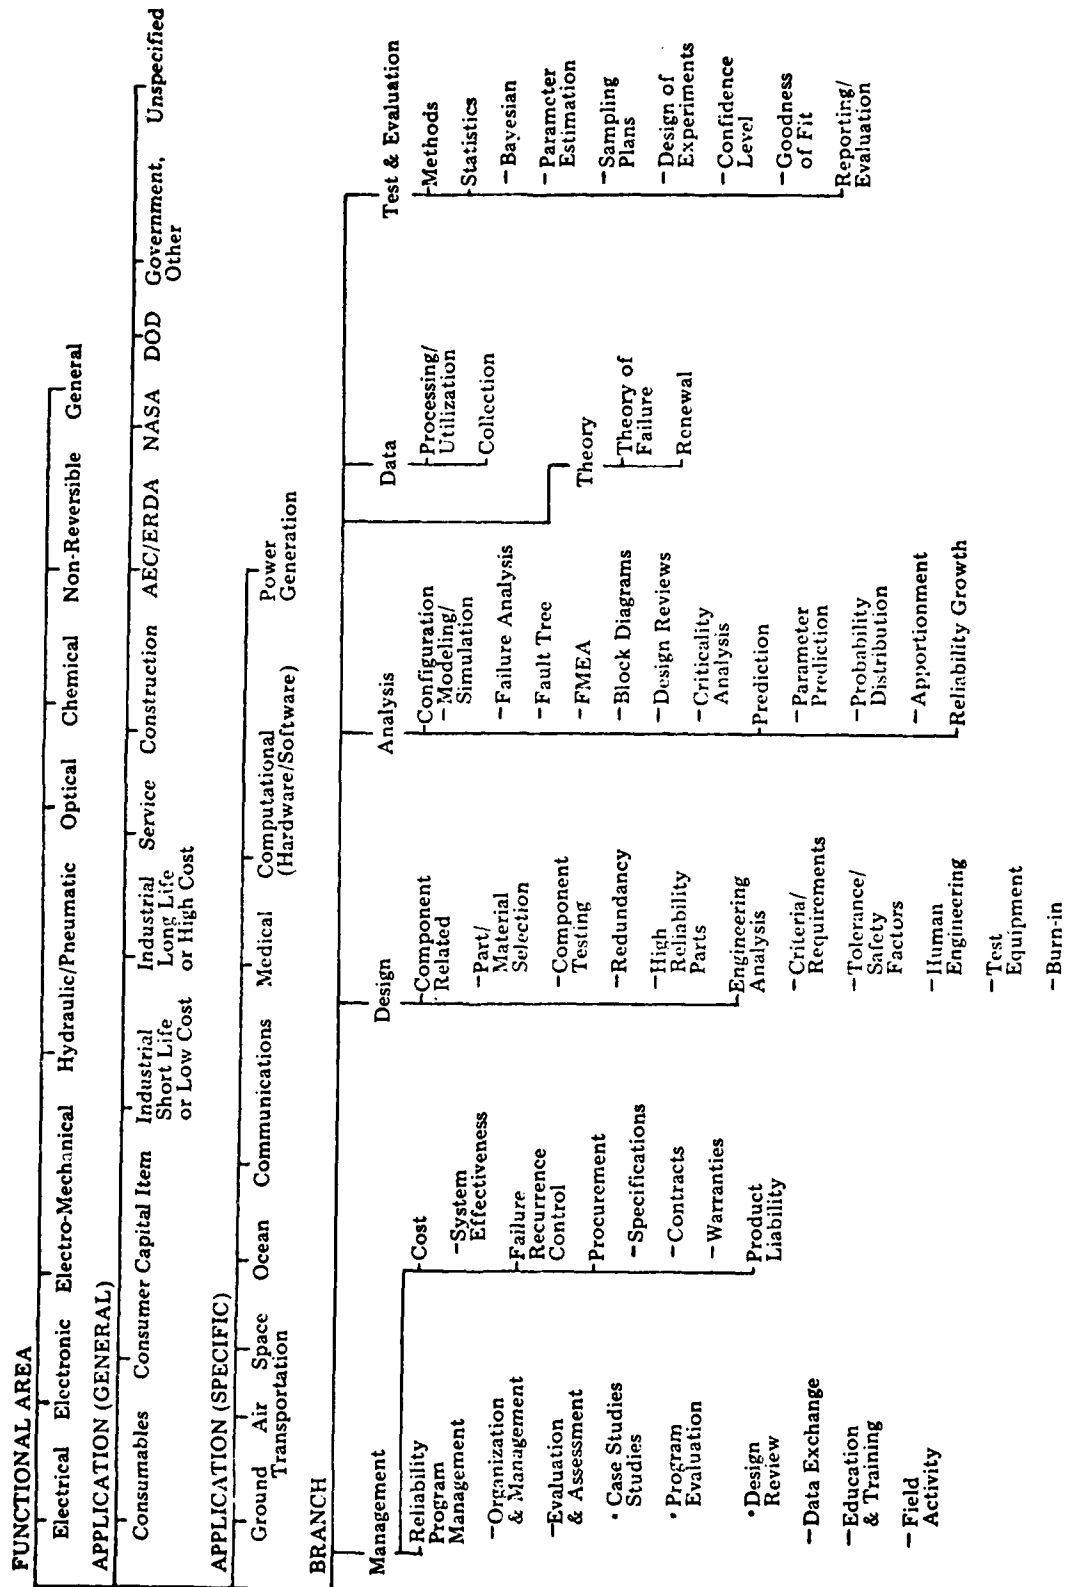 FUNCTIONAL AREA
Electrical Electronic Electro-Mechanical Hydraulic/Pneumatic Optical Chemical Non-Reversible General
APPLICATION (GENERAL)
Consumables Consumer Capital Item Industrial Service Construction AEC/ERDA NASA DOD Government, Unspecified
Short Life Long Life Other
or Low Cost or High Cost
APPLICATION (SPECIFIC)
Ground Air Space Ocean Communications Medical Computational Power
Transportation (Hardware/Software) Generation
BRANCH
Management
Reliability
Program
Management
–Organization
& Management
–Evaluation
& Assessment
• Case Studies
Studies
• Program
Evaluation
• Design
Review
–Data Exchange
–Education
& Training
–Field
Activity
Cost
–System
Effectiveness
Failure
Recurrence
Control
Procurement
–Specifications
–Contracts
–Warranties
Product
Liability
Design
Component
Related
–Part/
Material
Selection
–Component
Testing
–Redundancy
–High
Reliability
Parts
Engineering
Analysis
–Criteria/
Requirements
–Tolerance/
Safety
Factors
–Human
Engineering
–Test
Equipment
–Burn-in
Analysis
Configuration
–Modeling/
Simulation
–Failure Analysis
–Fault Tree
–FMEA
–Block Diagrams
–Design Reviews
–Criticality
Analysis
Prediction
–Parameter
Prediction
–Probability
Distribution
–Apportionment
Reliability Growth
Data
Processing/
Utilization
Collection
Theory
Theory of
Failure
Renewal
Test & Evaluation
Methods
Statistics
–Bayesian
–Parameter
Estimation
–Sampling
Plans
–Design of
Experiments
–Confidence
Level
–Goodness
of Fit
Reporting/
Evaluation